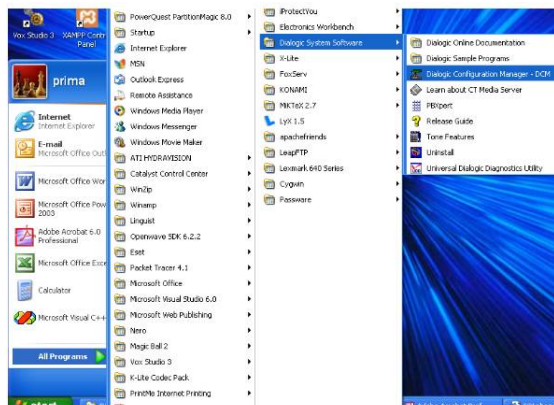 Vox Studio 3
XAMPP Contr
Panel
prima
Internet
Internet Explorer
E-mail
Microsoft Office Outl
Microsoft Office Wor
Microsoft Office Pow
2003
Adobe Acrobat 6.0
Professional
Microsoft Office Exce
Calculator
Microsoft Visual C++
All Programs
start
PowerQuest PartitionMagic 8.0
Startup
Internet Explorer
MSN
Outlook Express
Remote Assistance
Windows Media Player
Windows Messenger
Windows Movie Maker
ATI HYDRAVISION
Catalyst Control Center
WinZip
Winamp
Linguist
Openwave SDK 6.2.2
Eset
Packet Tracer 4.1
Microsoft Office
Microsoft Visual Studio 6.0
Microsoft Web Publishing
Nero
Magic Ball 2
Vox Studio 3
K-Lite Codec Pack
PrintMe Internet Printing
iProtectYou
Electronics Workbench
Dialogic System Software
X-Lite
FoxServ
KONAMI
MiKTeX 2.7
LyX 1.5
apachefriends
LeapFTP
Lexmark 640 Series
Cygwin
Passware
Dialogic Online Documentation
Dialogic Sample Programs
Dialogic Configuration Manager - DCM
Learn about CT Media Server
PBXpert
Release Guide
Tone Features
Uninstall
Universal Dialogic Diagnostics Utility